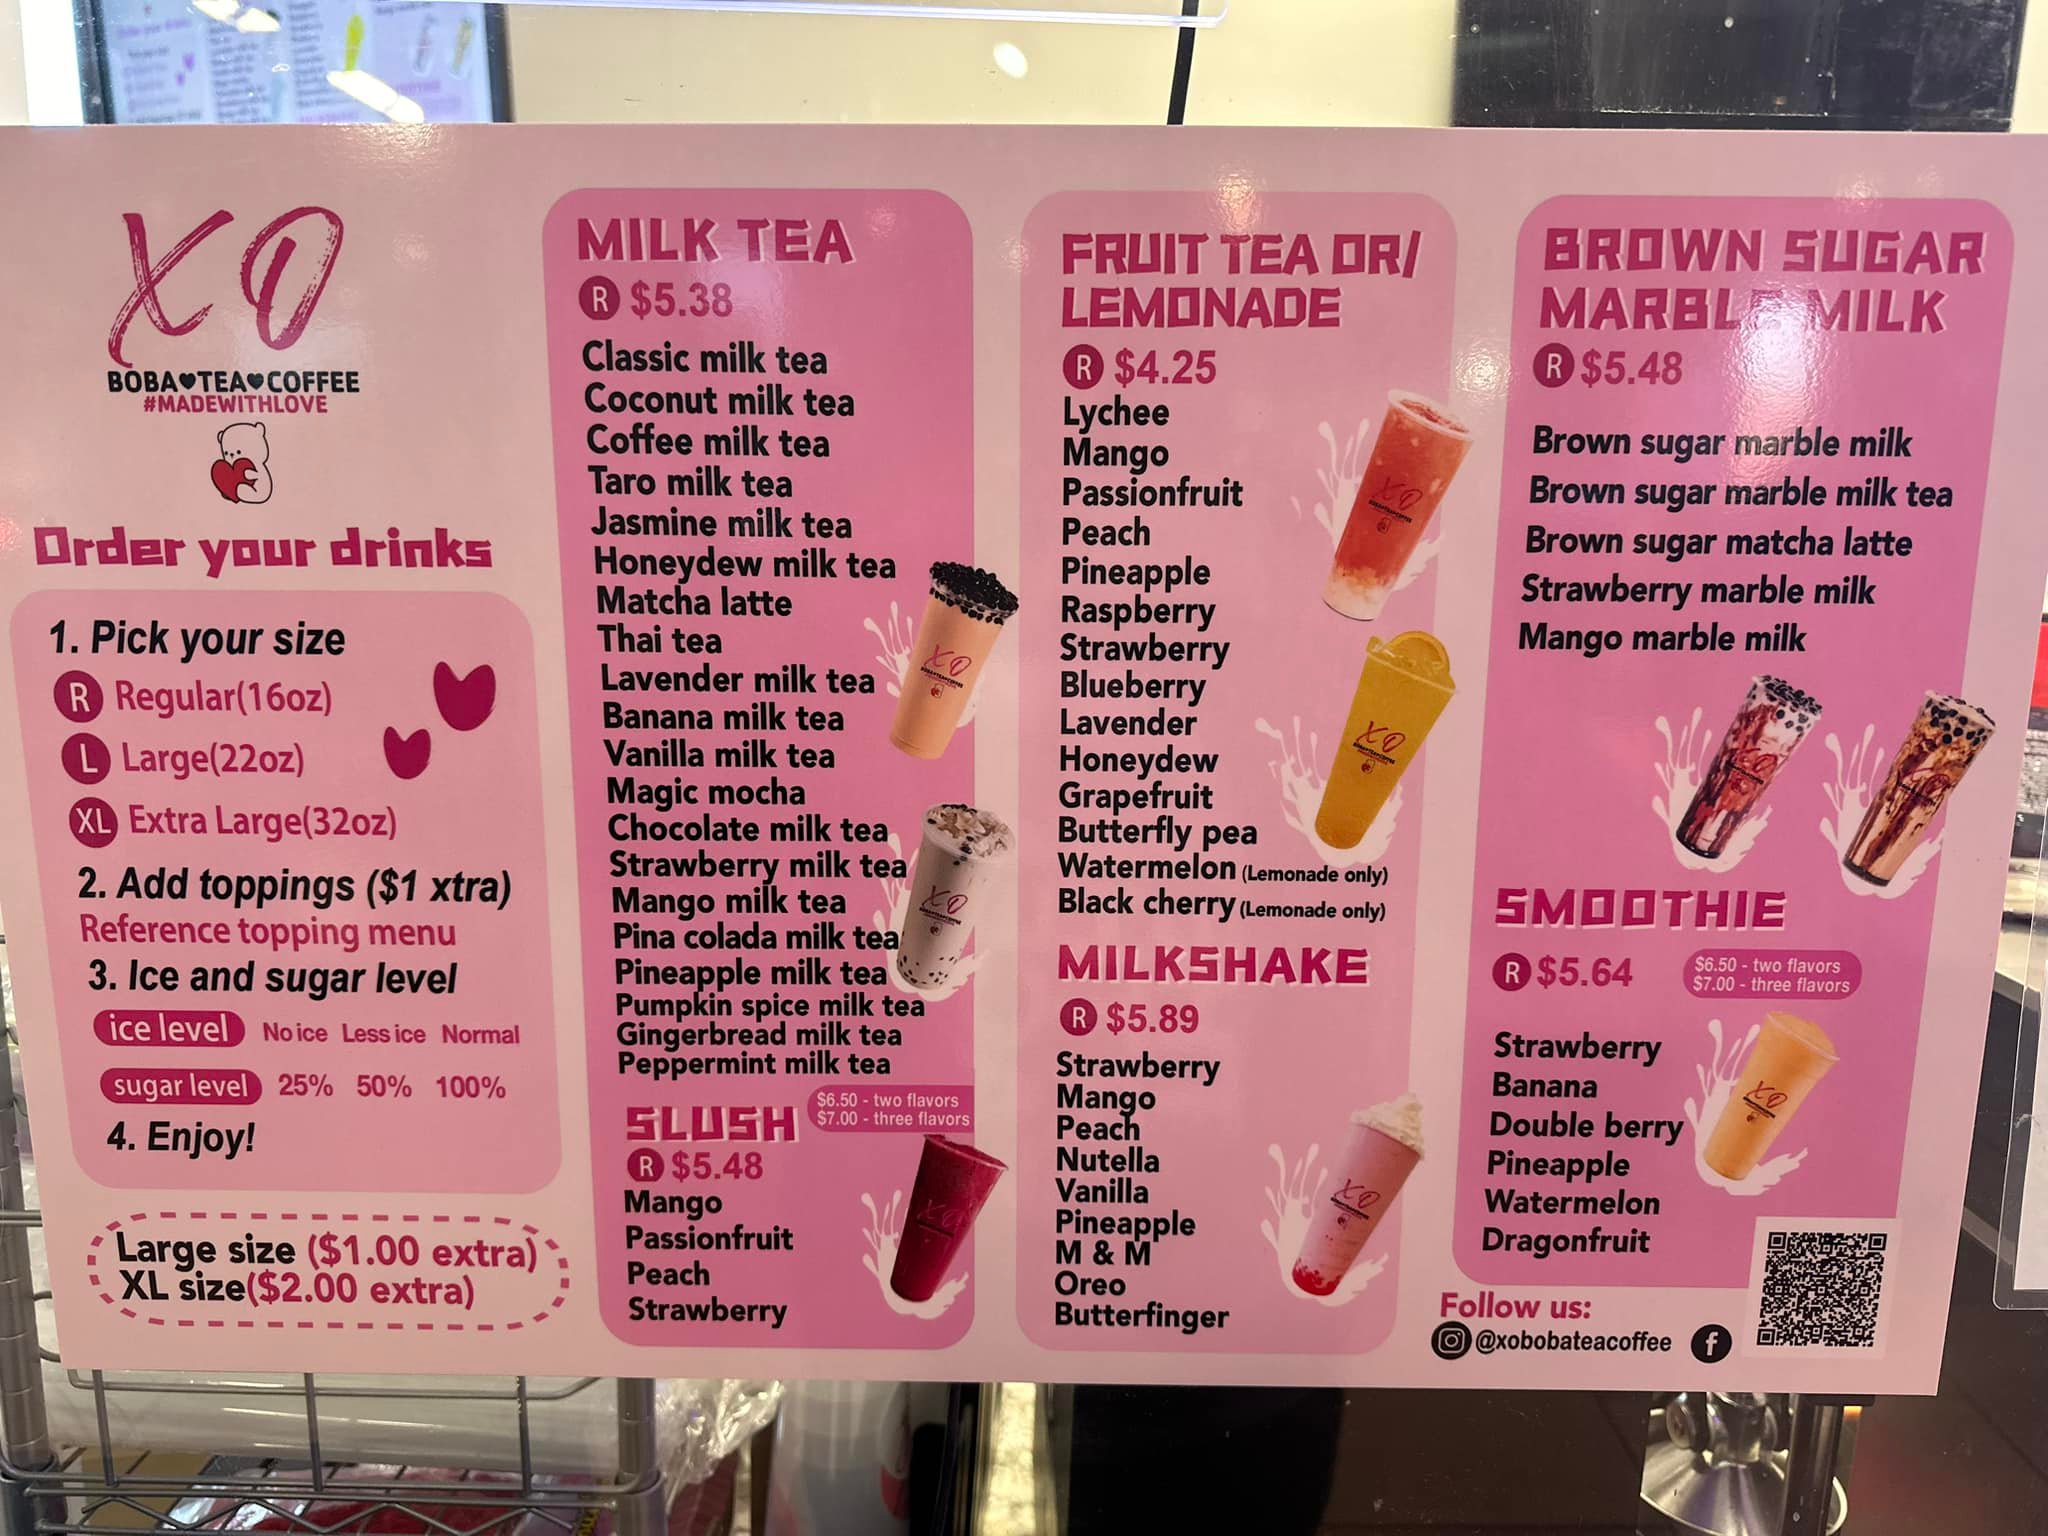 XO
BOBA♥TEA♥COFFEE
#MADEWITHLOVE
Order your drinks
1. Pick your size
R Regular(16oz)
L Large(22oz)
XL Extra Large(32oz)
2. Add toppings ($1 xtra)
Reference topping menu
3. Ice and sugar level
ice level No ice Less ice Normal
sugar level 25% 50% 100%
4. Enjoy!
Large size ($1.00 extra)
XL size($2.00 extra)
MILK TEA
R $5.38
Classic milk tea
Coconut milk tea
Coffee milk tea
Taro milk tea
Jasmine milk tea
Honeydew milk tea
Matcha latte
Thai tea
Lavender milk tea
Banana milk tea
Vanilla milk tea
Magic mocha
Chocolate milk tea
Strawberry milk tea
Mango milk tea
Pina colada milk tea
Pineapple milk tea
Pumpkin spice milk tea
Gingerbread milk tea
Peppermint milk tea
SLUSH
$6.50 - two flavors
$7.00 - three flavors
R $5.48
Mango
Passionfruit
Peach
Strawberry
FRUIT TEA OR/
LEMONADE
R $4.25
Lychee
Mango
Passionfruit
Peach
Pineapple
Raspberry
Strawberry
Blueberry
Lavender
Honeydew
Grapefruit
Butterfly pea
Watermelon (Lemonade only)
Black cherry (Lemonade only)
MILKSHAKE
R $5.89
Strawberry
Mango
Peach
Nutella
Vanilla
Pineapple
M & M
Oreo
Butterfinger
BROWN SUGAR
MARBLE MILK
R $5.48
Brown sugar marble milk
Brown sugar marble milk tea
Brown sugar matcha latte
Strawberry marble milk
Mango marble milk
SMOOTHIE
R $5.64
$6.50 - two flavors
$7.00 - three flavors
Strawberry
Banana
Double berry
Pineapple
Watermelon
Dragonfruit
Follow us:
@xobobateacoffee f
XO
XO
XO
XO
XO
XO
XO